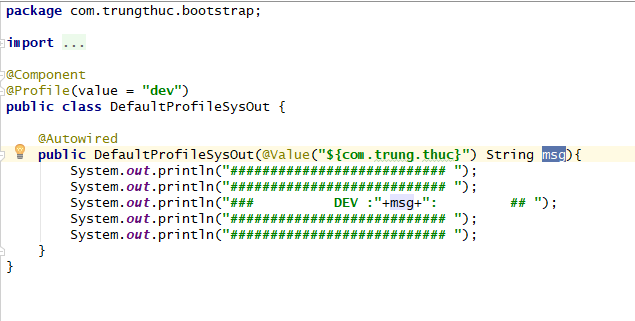 package com.trungthuc.bootstrap;
import ...
@Component
@Profile(value = "dev")
public class DefaultProfileSysOut {
@Autowired
public DefaultProfileSysOut(@Value("${com.trung.thuc}") String msg){
System.out.println("########################### ");
System.out.println("########################### ");
System.out.println("###          DEV :"+msg+":         ## ");
System.out.println("########################### ");
System.out.println("########################### ");
}
}